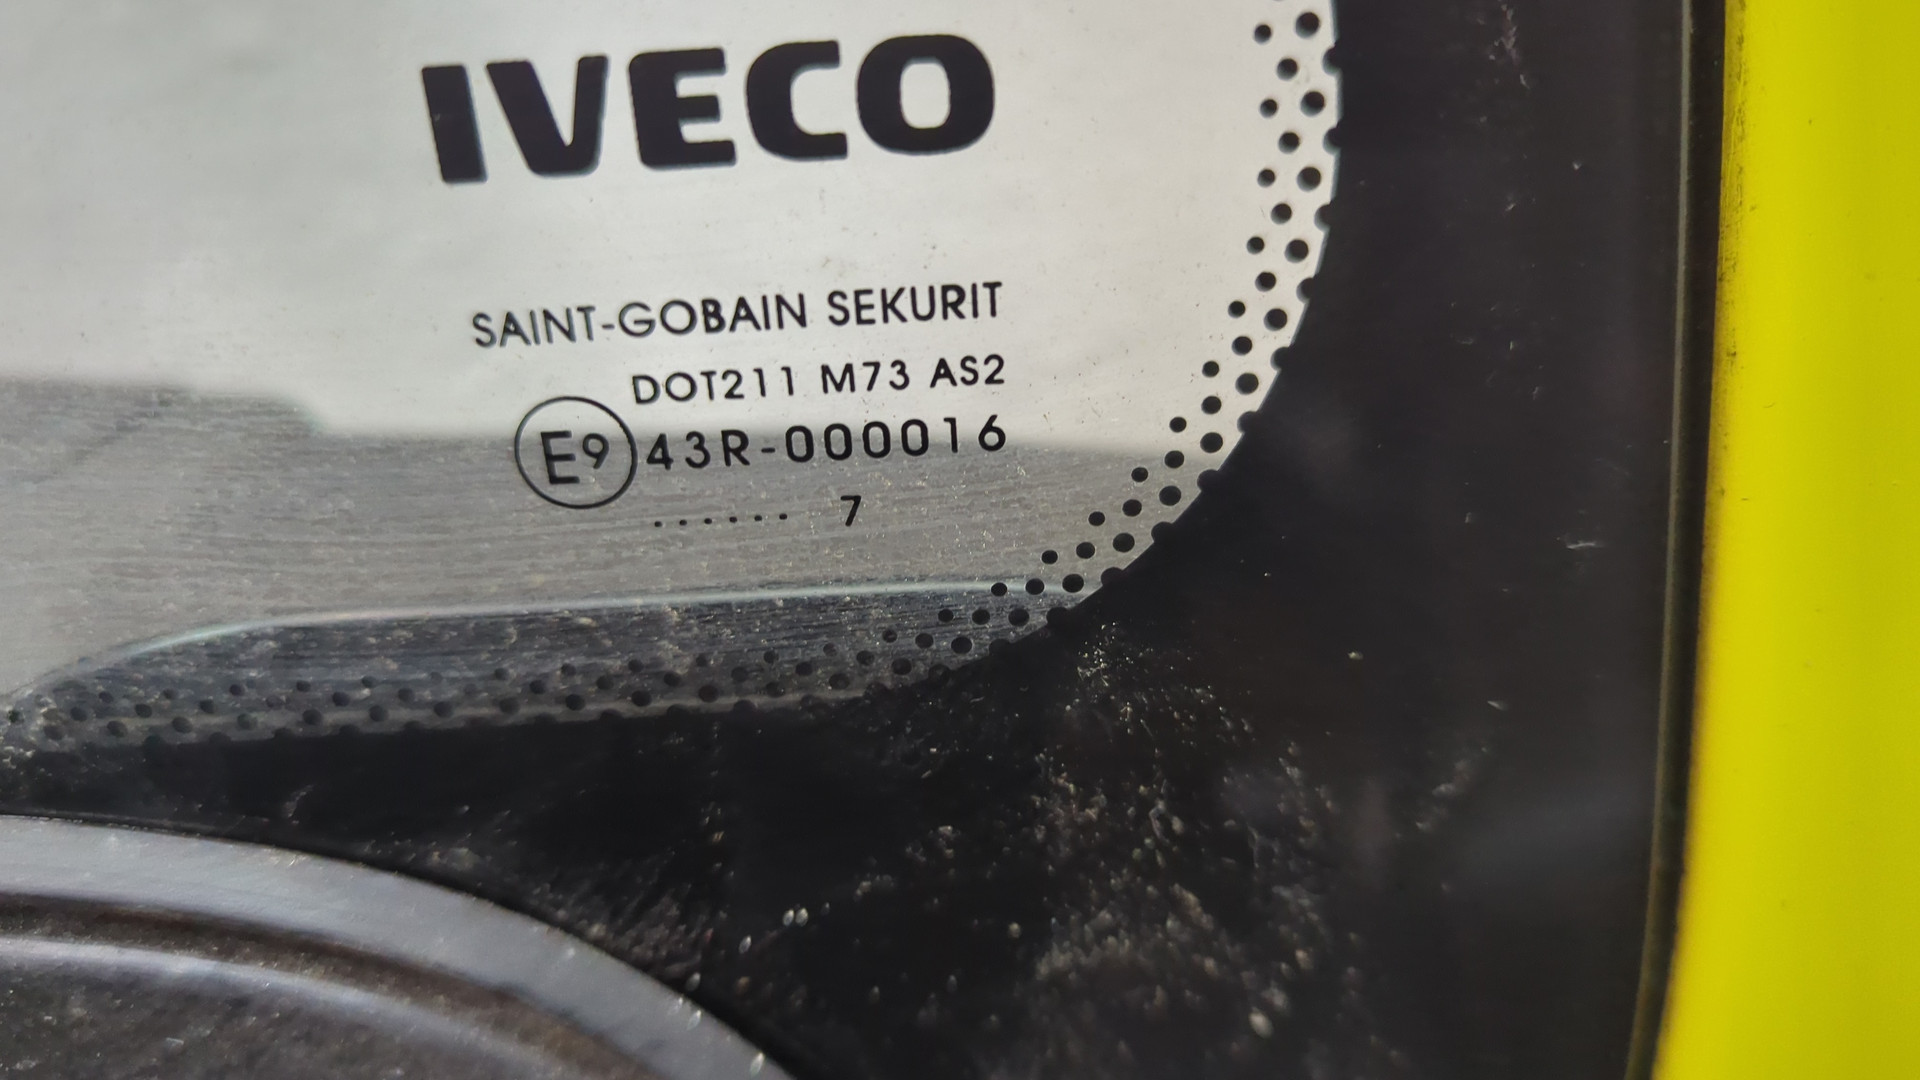 IVECO
SAINT-GOBAIN SEKURIT
DOT211 M73 AS2
E9 43R-000016
...... 7